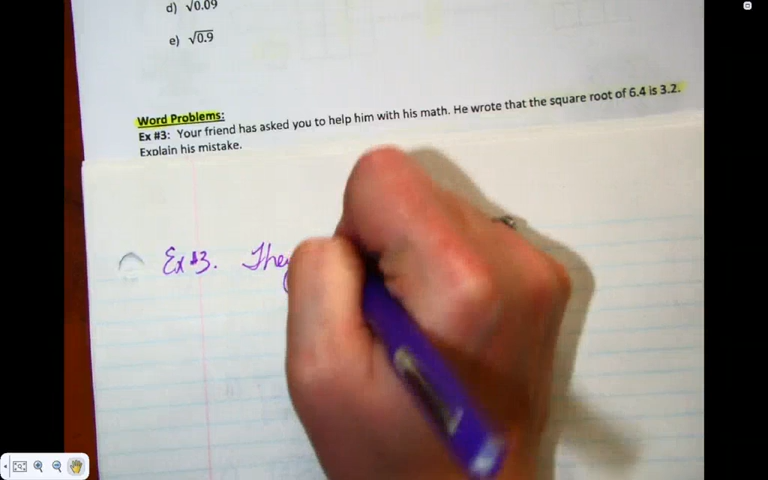 d) √0.09
e) √0.9
Word Problems:
Ex #3: Your friend has asked you to help him with his math. He wrote that the square root of 6.4 is 3.2.
Explain his mistake.
Ex #3. They